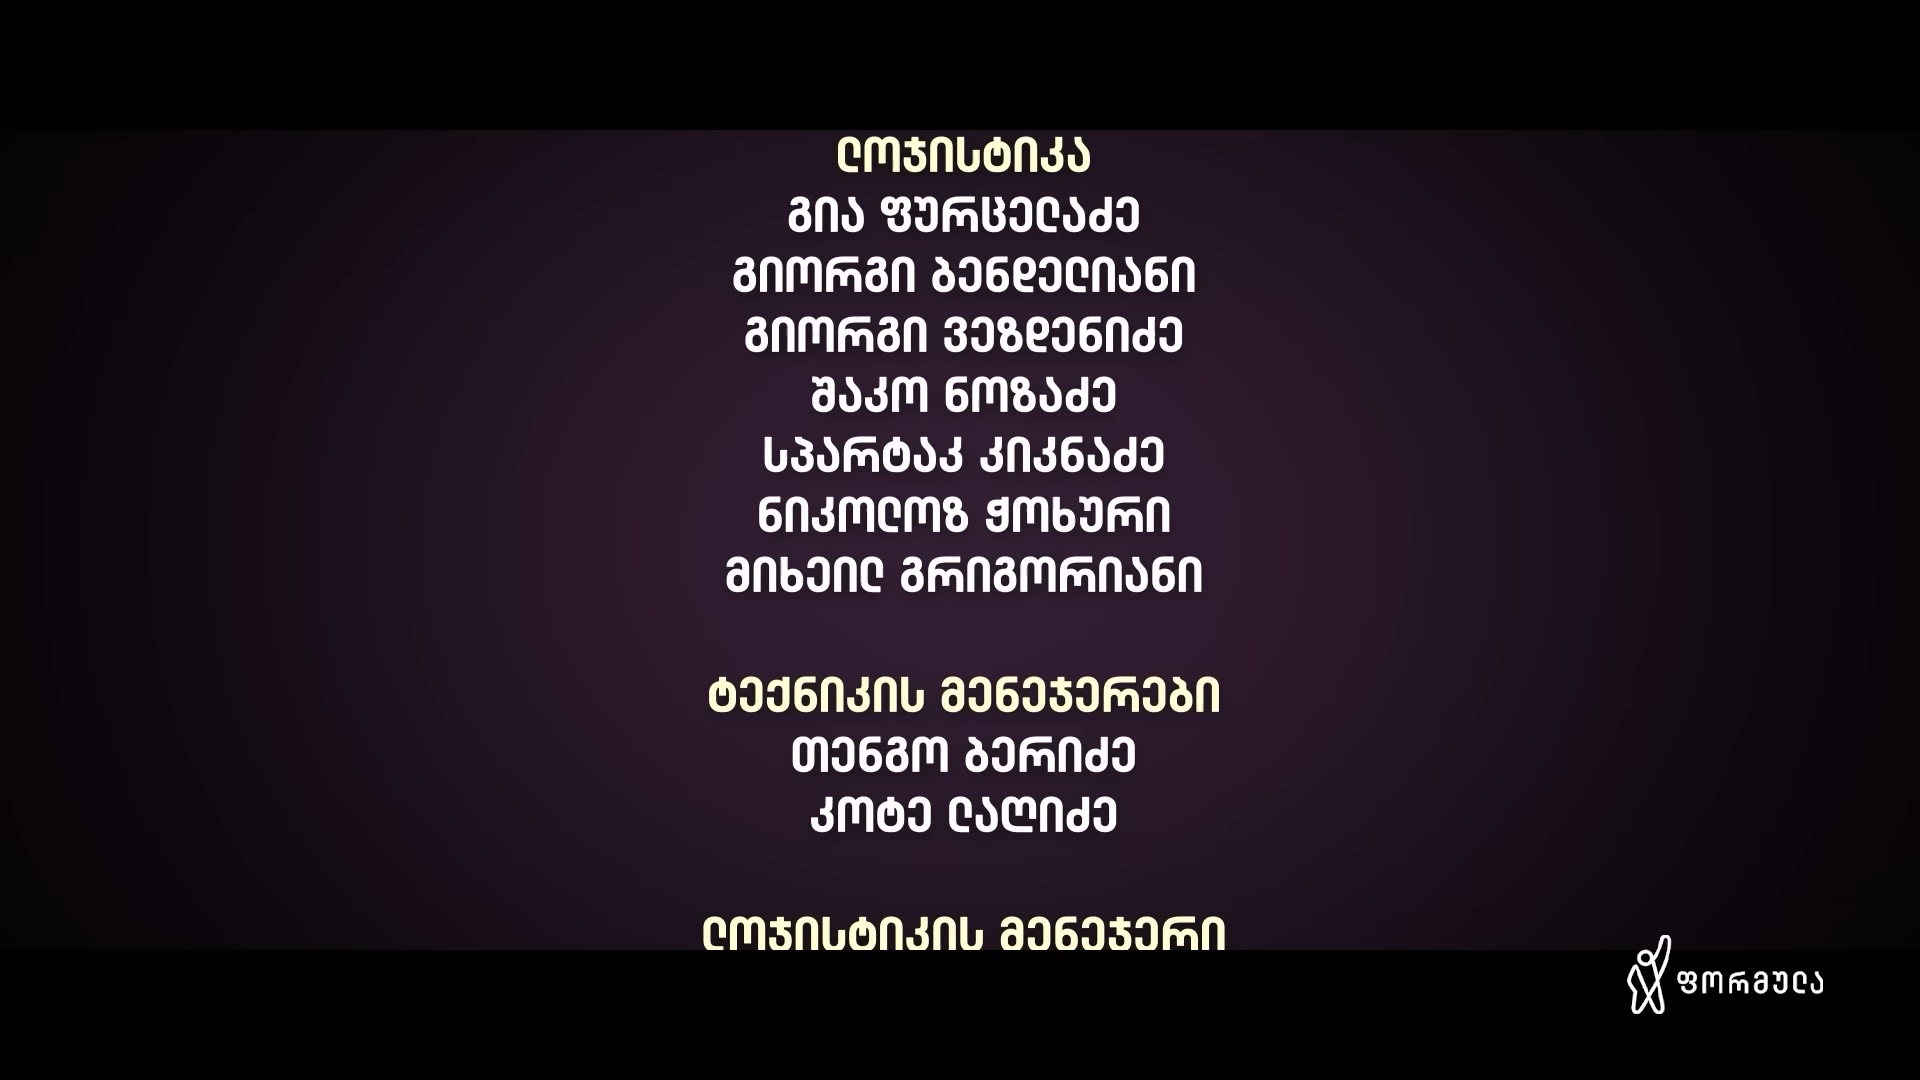 ლოჯისტიკა
გია ფურცელაძე
გიორგი ბენდელიანი
გიორგი ვეზდენიძე
შაკო ნოზაძე
სპარტაკ კიკნაძე
ნიკოლოზ ჭოხური
მიხეილ გრიგორიანი
ტექნიკის მენეჯერები
თენგო ბერიძე
კოტე ლაღიძე
ლოჯისტიკის მენეჯერი
ფორმულა